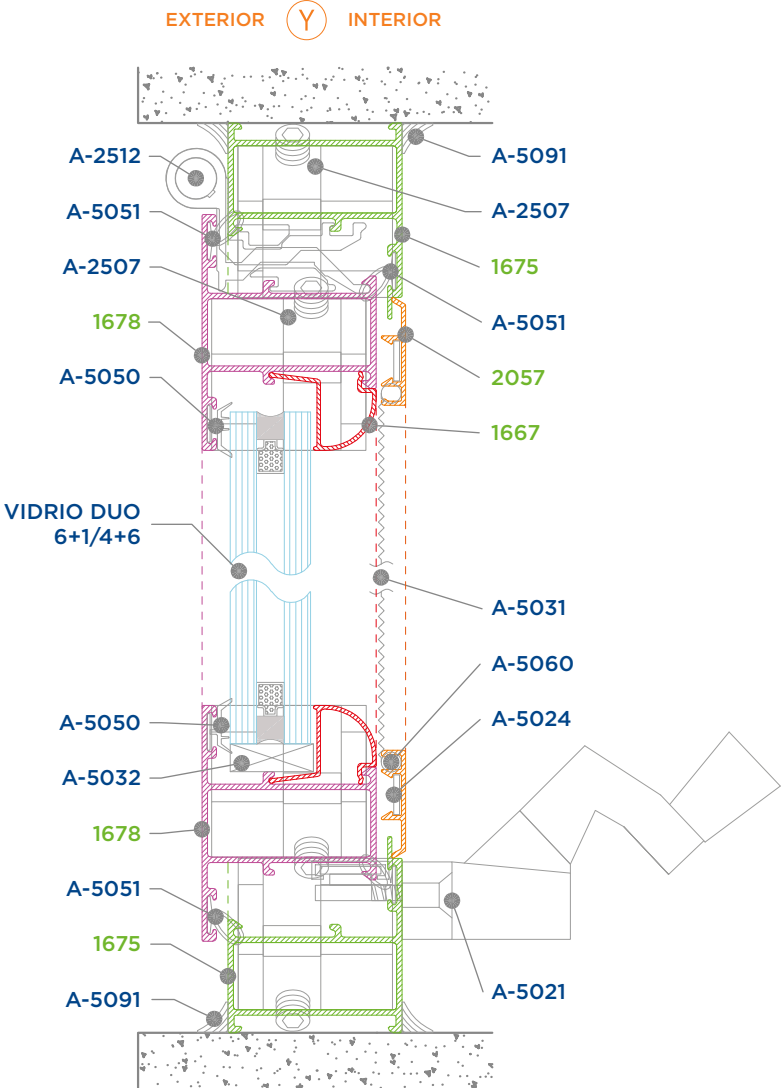 EXTERIOR Y INTERIOR
A-2512
A-5051
A-2507
1678
A-5050
VIDRIO DUO
6+1/4+6
A-5050
A-5032
1678
A-5051
1675
A-5091
A-5091
A-2507
1675
A-5051
2057
1667
A-5031
A-5060
A-5024
A-5021